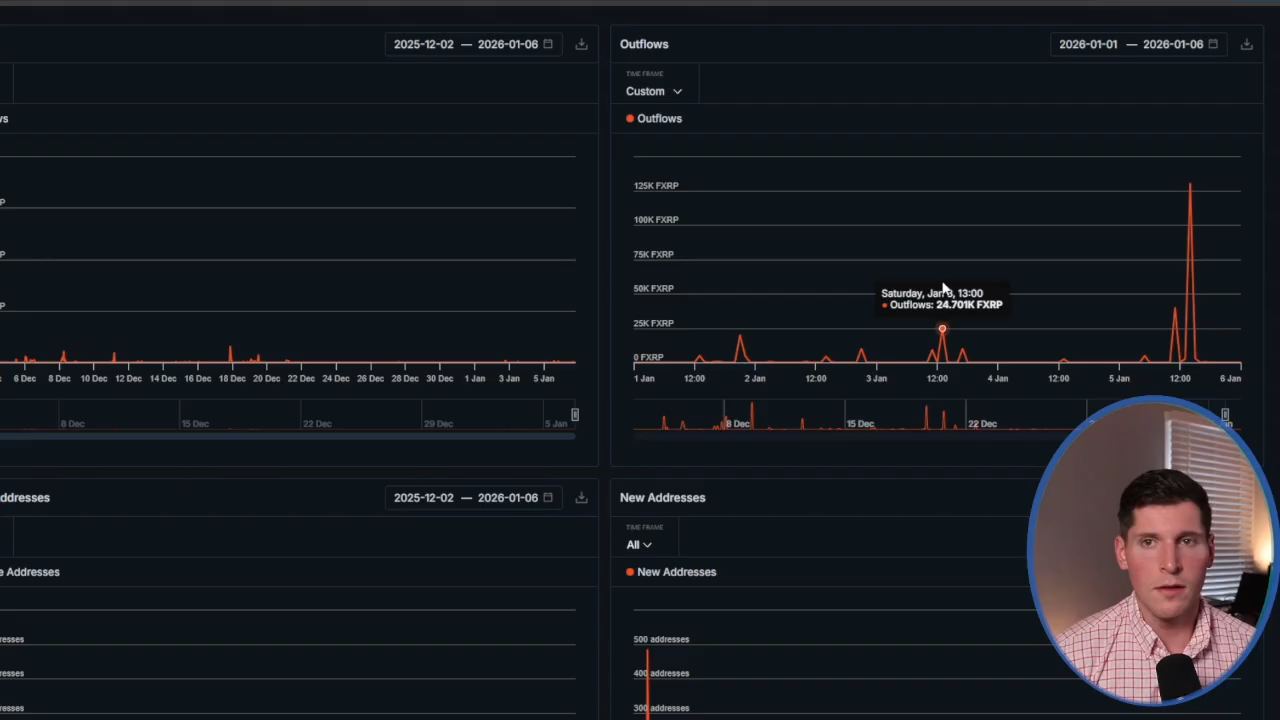 2025-12-02 — 2026-01-06
ws
P
P
P
6 Dec 8 Dec 10 Dec 12 Dec 14 Dec 16 Dec 18 Dec 20 Dec 22 Dec 24 Dec 26 Dec 28 Dec 30 Dec 1 Jan 3 Jan 5 Jan
8 Dec 15 Dec 22 Dec 29 Dec 5 Jan
Outflows
2026-01-01 — 2026-01-06
TIME FRAME
Custom
Outflows
125K FXRP
100K FXRP
75K FXRP
50K FXRP
25K FXRP
0 FXRP
Saturday, Jan 3, 13:00
Outflows: 24.701K FXRP
1 Jan 12:00 2 Jan 12:00 3 Jan 12:00 4 Jan 12:00 5 Jan 12:00 6 Jan
8 Dec 15 Dec 22 Dec
ddresses
2025-12-02 — 2026-01-06
e Addresses
resses
resses
resses
New Addresses
TIME FRAME
All
New Addresses
500 addresses
400 addresses
300 addresses